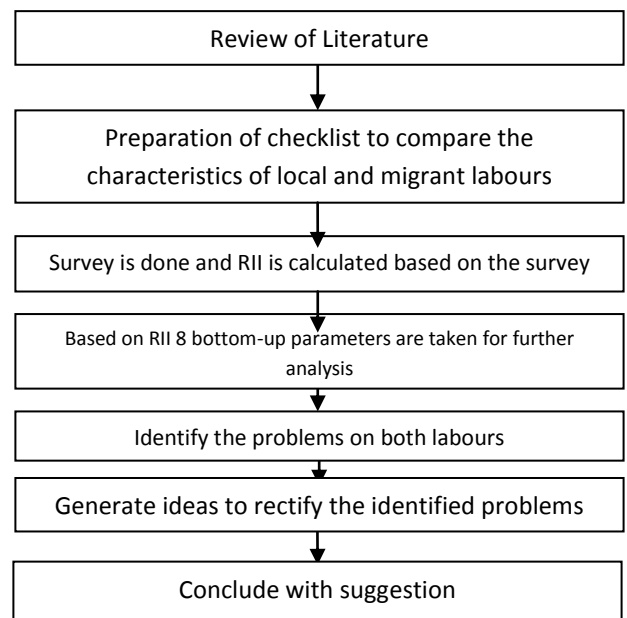 Review of Literature
Preparation of checklist to compare the
characteristics of local and migrant labours
Survey is done and RII is calculated based on the survey
Based on RII 8 bottom-up parameters are taken for further
analysis
Identify the problems on both labours
Generate ideas to rectify the identified problems
Conclude with suggestion